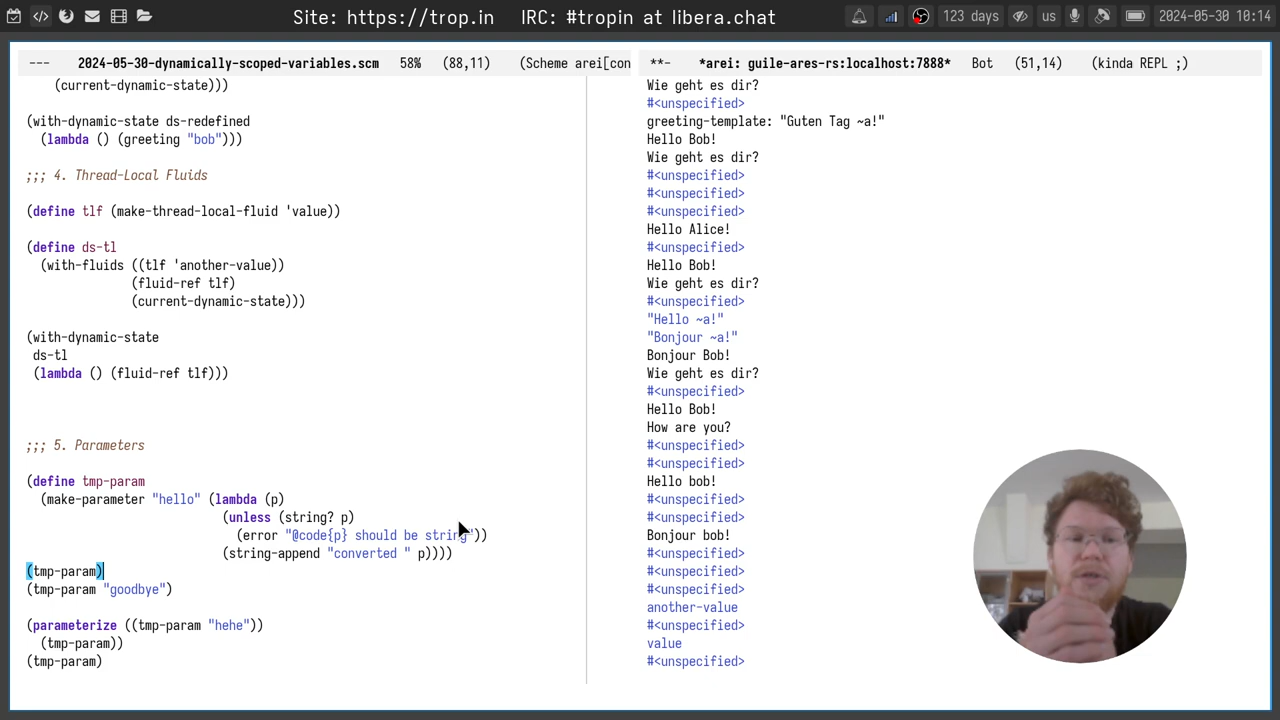 Site: https://trop.in IRC: #tropin at libera.chat
123 days
us
2024-05-30 10:14
--- 2024-05-30-dynamically-scoped-variables.scm 58% (88,11) (Scheme arei[con
(current-dynamic-state)))
(with-dynamic-state ds-redefined
(lambda () (greeting "bob")))
;;; 4. Thread-Local Fluids
(define tlf (make-thread-local-fluid 'value))
(define ds-tl
(with-fluids ((tlf 'another-value))
(fluid-ref tlf)
(current-dynamic-state)))
(with-dynamic-state
ds-tl
(lambda () (fluid-ref tlf)))
;;; 5. Parameters
(define tmp-param
(make-parameter "hello" (lambda (p)
(unless (string? p)
(error "@code{p} should be string"))
(string-append "converted " p))))
(tmp-param)
(tmp-param "goodbye")
(parameterize ((tmp-param "hehe"))
(tmp-param))
(tmp-param)
**- *arei: guile-ares-rs:localhost:7888* Bot (51,14) (kinda REPL ;)
Wie geht es dir?
#<unspecified>
greeting-template: "Guten Tag ~a!"
Hello Bob!
Wie geht es dir?
#<unspecified>
#<unspecified>
#<unspecified>
Hello Alice!
#<unspecified>
Hello Bob!
Wie geht es dir?
#<unspecified>
"Hello ~a!"
"Bonjour ~a!"
Bonjour Bob!
Wie geht es dir?
#<unspecified>
Hello Bob!
How are you?
#<unspecified>
#<unspecified>
Hello bob!
#<unspecified>
#<unspecified>
Bonjour bob!
#<unspecified>
#<unspecified>
#<unspecified>
another-value
#<unspecified>
value
#<unspecified>